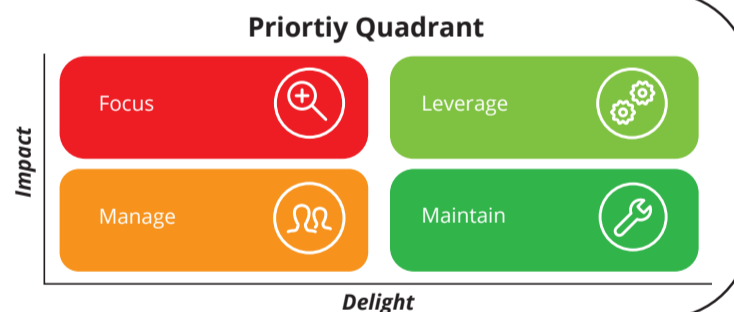 Priortiy Quadrant
Impact
Focus
Leverage
Manage
Maintain
Delight